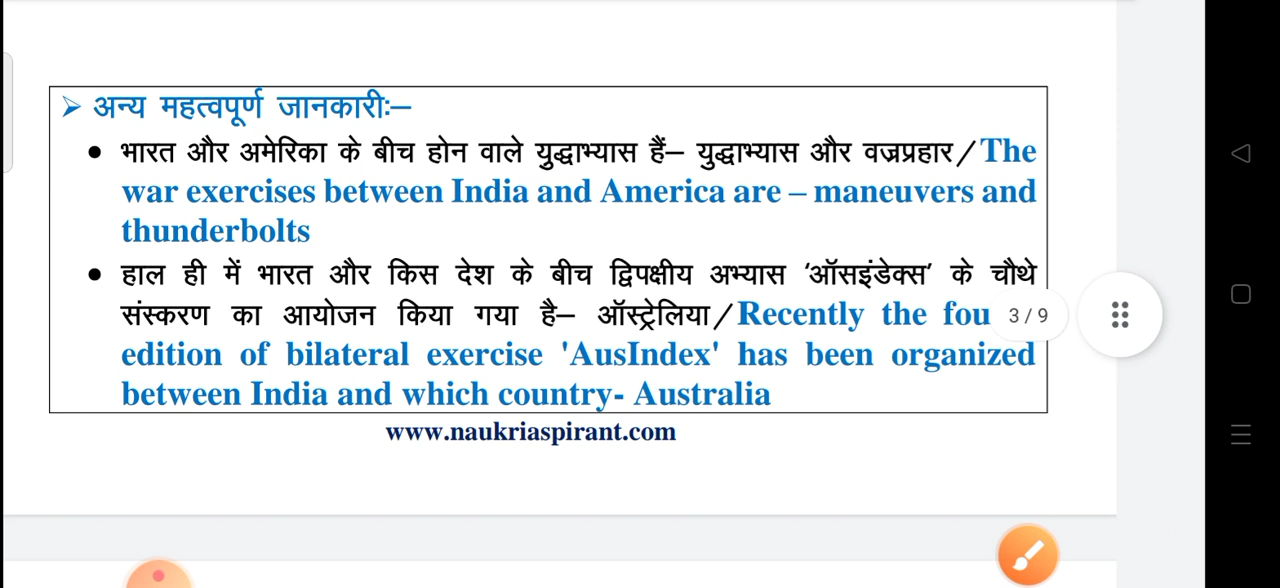 अन्य महत्वपूर्ण जानकारीः–
भारत और अमेरिका के बीच होन वाले युद्धाभ्यास हैं– युद्धाभ्यास और वज्रप्रहार/The
war exercises between India and America are – maneuvers and
thunderbolts
हाल ही में भारत और किस देश के बीच द्विपक्षीय अभ्यास 'ऑसइंडेक्स' के चौथे
संस्करण का आयोजन किया गया है– ऑस्ट्रेलिया/Recently the fou
3 / 9
edition of bilateral exercise 'AusIndex' has been organized
between India and which country- Australia
www.naukriaspirant.com